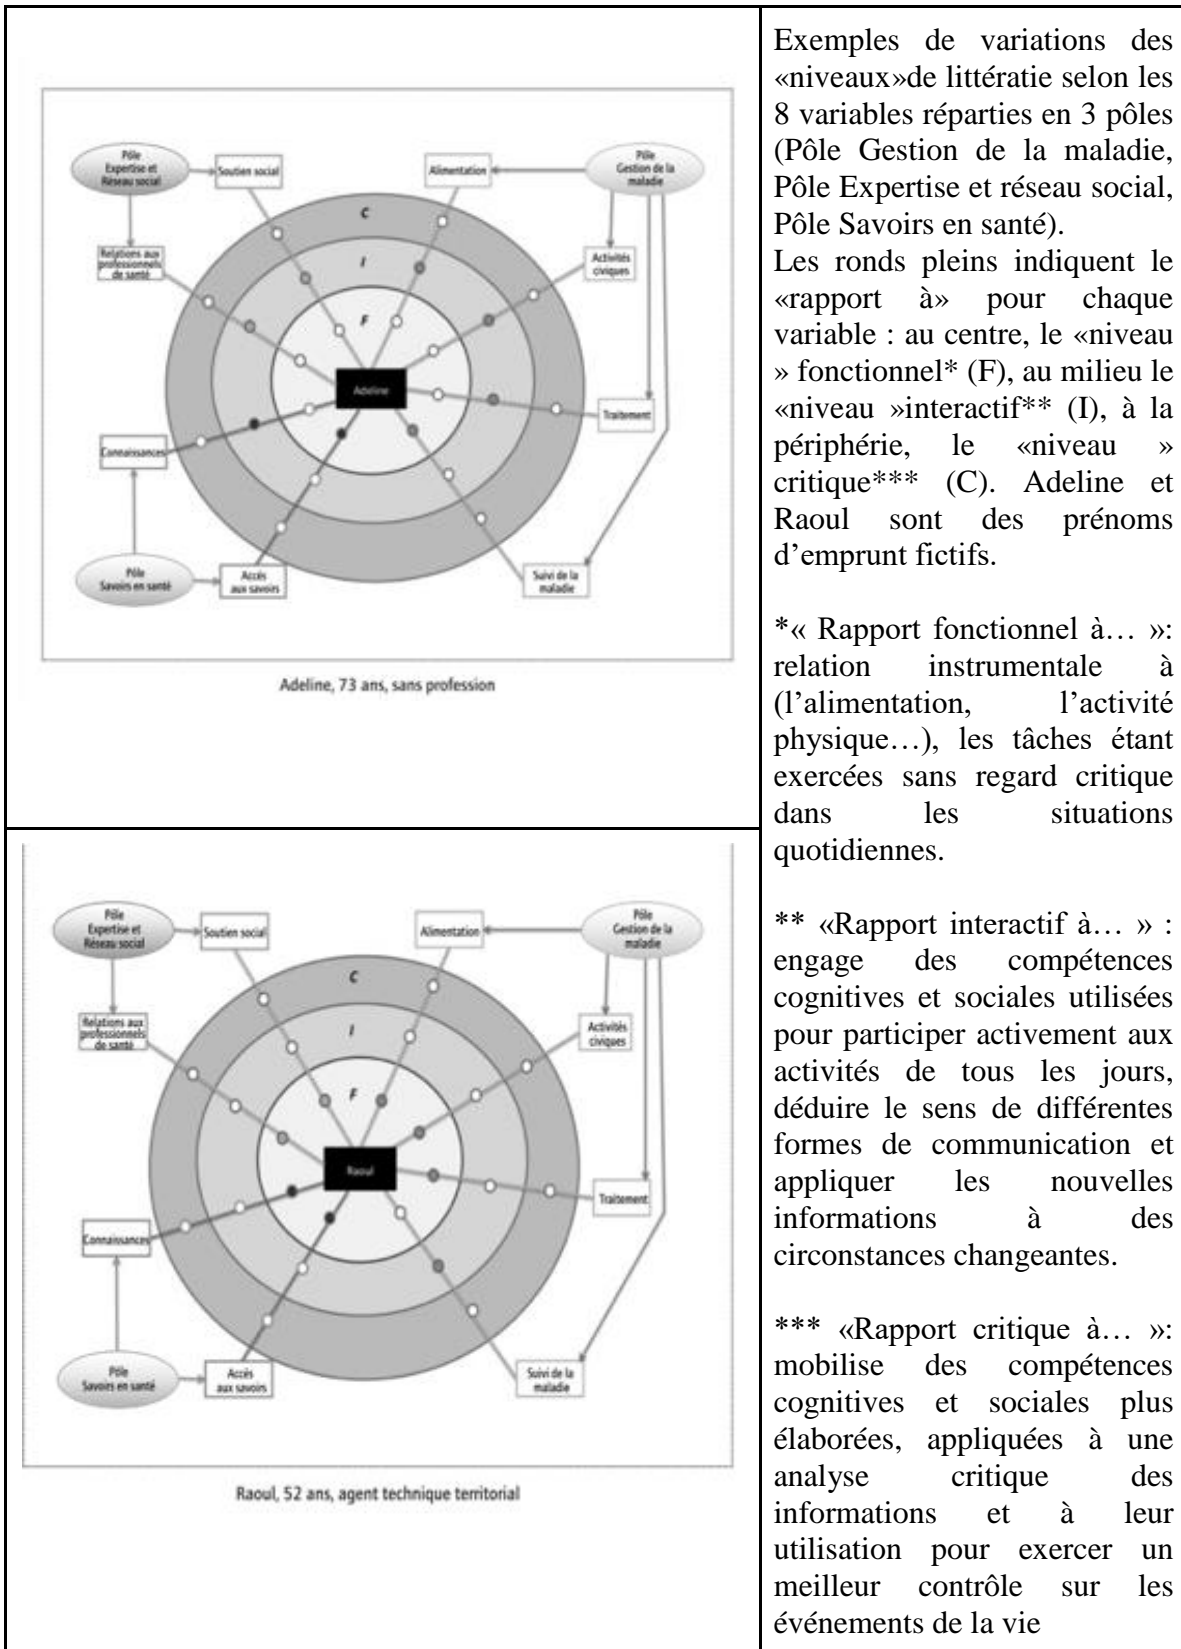 Pôle
Expertise et
Réseau social
Soutien social
Alimentation
Pôle
Gestion de la
maladie
C
Relations aux
professionnels
de santé
I
Activités
civiques
F
Adeline
Traitement
Connaissances
Pôle
Savoirs en santé
Accès
aux savoirs
Suivi de la
maladie
Adeline, 73 ans, sans profession
Pôle
Expertise et
Réseau social
Soutien social
Alimentation
Pôle
Gestion de la
maladie
C
Relations aux
professionnels
de santé
I
Activités
civiques
F
Raoul
Traitement
Connaissances
Pôle
Savoirs en santé
Accès
aux savoirs
Suivi de la
maladie
Raoul, 52 ans, agent technique territorial
Exemples de variations des
«niveaux»de littératie selon les
8 variables réparties en 3 pôles
(Pôle Gestion de la maladie,
Pôle Expertise et réseau social,
Pôle Savoirs en santé).
Les ronds pleins indiquent le
«rapport à» pour chaque
variable : au centre, le «niveau
» fonctionnel* (F), au milieu le
«niveau »interactif** (I), à la
périphérie, le «niveau »
critique*** (C). Adeline et
Raoul sont des prénoms
d’emprunt fictifs.
*« Rapport fonctionnel à… »:
relation instrumentale à
(l’alimentation, l’activité
physique…), les tâches étant
exercées sans regard critique
dans les situations
quotidiennes.
** «Rapport interactif à… » :
engage des compétences
cognitives et sociales utilisées
pour participer activement aux
activités de tous les jours,
déduire le sens de différentes
formes de communication et
appliquer les nouvelles
informations à des
circonstances changeantes.
*** «Rapport critique à… »:
mobilise des compétences
cognitives et sociales plus
élaborées, appliquées à une
analyse critique des
informations et à leur
utilisation pour exercer un
meilleur contrôle sur les
événements de la vie